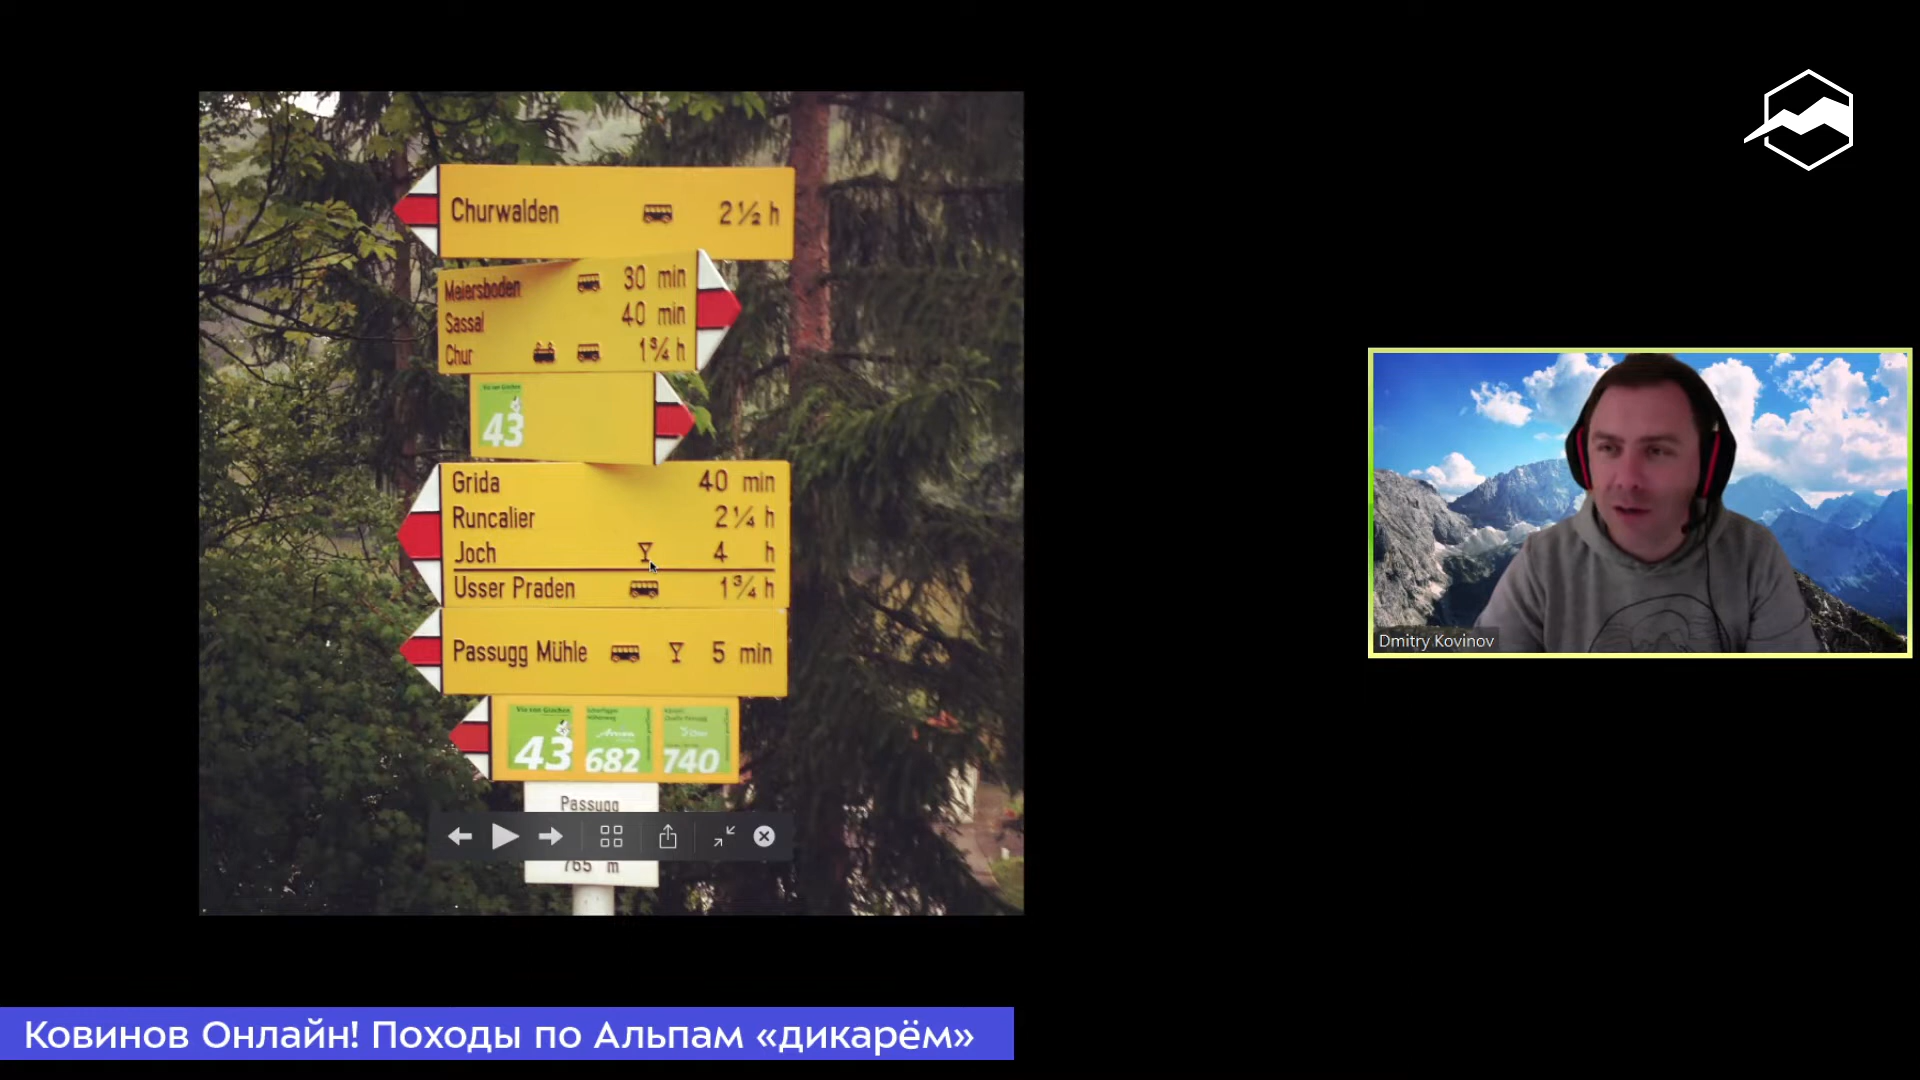 Churwalden 2½ h
Meiersboden 30 min
Sassal 40 min
Chur 1¾ h
43
Grida 40 min
Runcalier 2¼ h
Joch 4 h
Usser Praden 1¾ h
Passugg Mühle 5 min
43 682 740
Passugg
765 m
Dmitry Kovinov
Ковинов Онлайн! Походы по Альпам «дикарём»